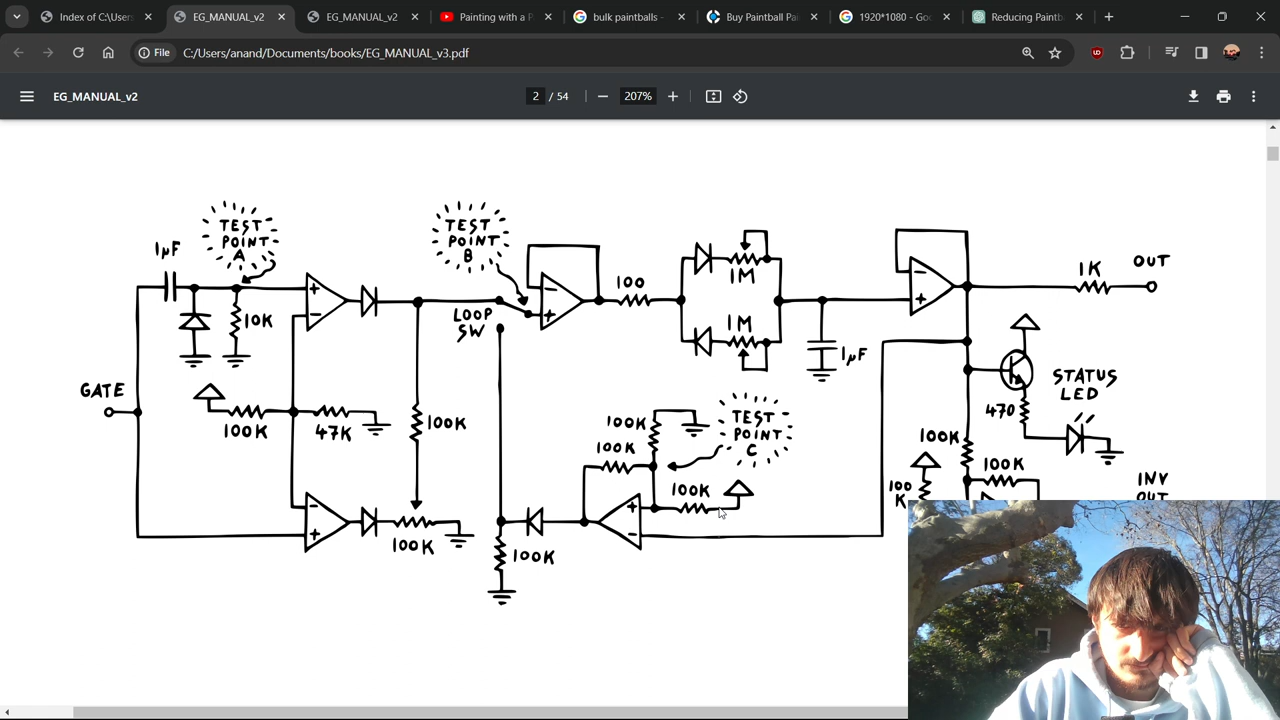 Index of C:\Users
EG_MANUAL_v2
EG_MANUAL_v2
Painting with a P
bulk paintballs -
Buy Paintball Pai
1920*1080 - Goo
Reducing Paintb
File
C:/Users/anand/Documents/books/EG_MANUAL_v3.pdf
EG_MANUAL_v2
2 / 54
207%
TEST POINT A
TEST POINT B
1µF
10K
GATE
100K
47K
100K
100K
LOOP SW
100
1M
1M
1µF
1K
OUT
STATUS LED
470
100K
100K
100K
TEST POINT C
100K
100K
100K
100K
INV OUT